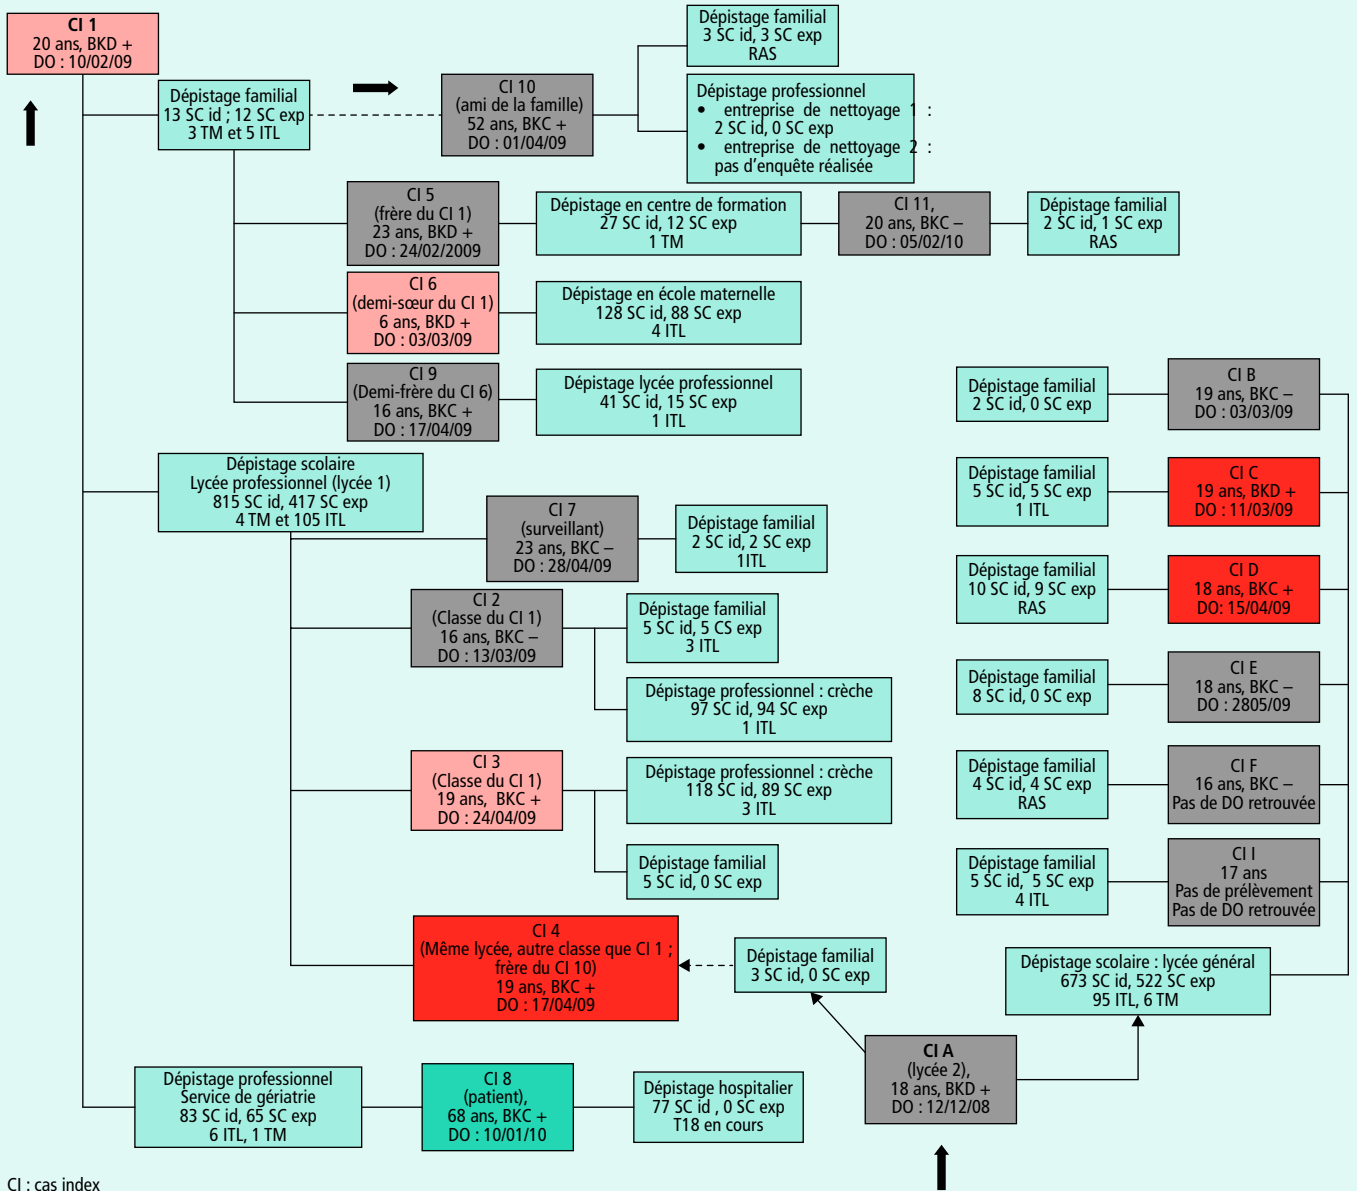 CI 1
20 ans, BKD +
DO : 10/02/09
Dépistage familial
13 SC id ; 12 SC exp
3 TM et 5 ITL
CI 10
(ami de la famille)
52 ans, BKC +
DO : 01/04/09
Dépistage familial
3 SC id, 3 SC exp
RAS
Dépistage professionnel
• entreprise de nettoyage 1 :
2 SC id, 0 SC exp
• entreprise de nettoyage 2 :
pas d'enquête réalisée
CI 5
(frère du CI 1)
23 ans, BKD +
DO : 24/02/2009
Dépistage en centre de formation
27 SC id, 12 SC exp
1 TM
CI 11,
20 ans, BKC –
DO : 05/02/10
Dépistage familial
2 SC id, 1 SC exp
RAS
CI 6
(demi-sœur du CI 1)
6 ans, BKD +
DO : 03/03/09
Dépistage en école maternelle
128 SC id, 88 SC exp
4 ITL
CI 9
(Demi-frère du CI 6)
16 ans, BKC +
DO : 17/04/09
Dépistage lycée professionnel
41 SC id, 15 SC exp
1 ITL
Dépistage scolaire
Lycée professionnel (lycée 1)
815 SC id, 417 SC exp
4 TM et 105 ITL
CI 7
(surveillant)
23 ans, BKC –
DO : 28/04/09
Dépistage familial
2 SC id, 2 SC exp
1ITL
CI 2
(Classe du CI 1)
16 ans, BKC –
DO : 13/03/09
Dépistage familial
5 SC id, 5 CS exp
3 ITL
Dépistage professionnel : crèche
97 SC id, 94 SC exp
1 ITL
CI 3
(Classe du CI 1)
19 ans, BKC +
DO : 24/04/09
Dépistage professionnel : crèche
118 SC id, 89 SC exp
3 ITL
Dépistage familial
5 SC id, 0 SC exp
CI 4
(Même lycée, autre classe que CI 1 ;
frère du CI 10)
19 ans, BKC +
DO : 17/04/09
Dépistage familial
3 SC id, 0 SC exp
Dépistage familial
2 SC id, 0 SC exp
CI B
19 ans, BKC –
DO : 03/03/09
Dépistage familial
5 SC id, 5 SC exp
1 ITL
CI C
19 ans, BKD +
DO : 11/03/09
Dépistage familial
10 SC id, 9 SC exp
RAS
CI D
18 ans, BKC +
DO: 15/04/09
Dépistage familial
8 SC id, 0 SC exp
CI E
18 ans, BKC –
DO : 2805/09
Dépistage familial
4 SC id, 4 SC exp
RAS
CI F
16 ans, BKC –
Pas de DO retrouvée
Dépistage familial
5 SC id, 5 SC exp
4 ITL
CI I
17 ans
Pas de prélèvement
Pas de DO retrouvée
Dépistage scolaire : lycée général
673 SC id, 522 SC exp
95 ITL, 6 TM
CI A
(lycée 2),
18 ans, BKD +
DO : 12/12/08
Dépistage professionnel
Service de gériatrie
83 SC id, 65 SC exp
6 ITL, 1 TM
CI 8
(patient),
68 ans, BKC +
DO : 10/01/10
Dépistage hospitalier
77 SC id , 0 SC exp
T18 en cours
CI : cas index